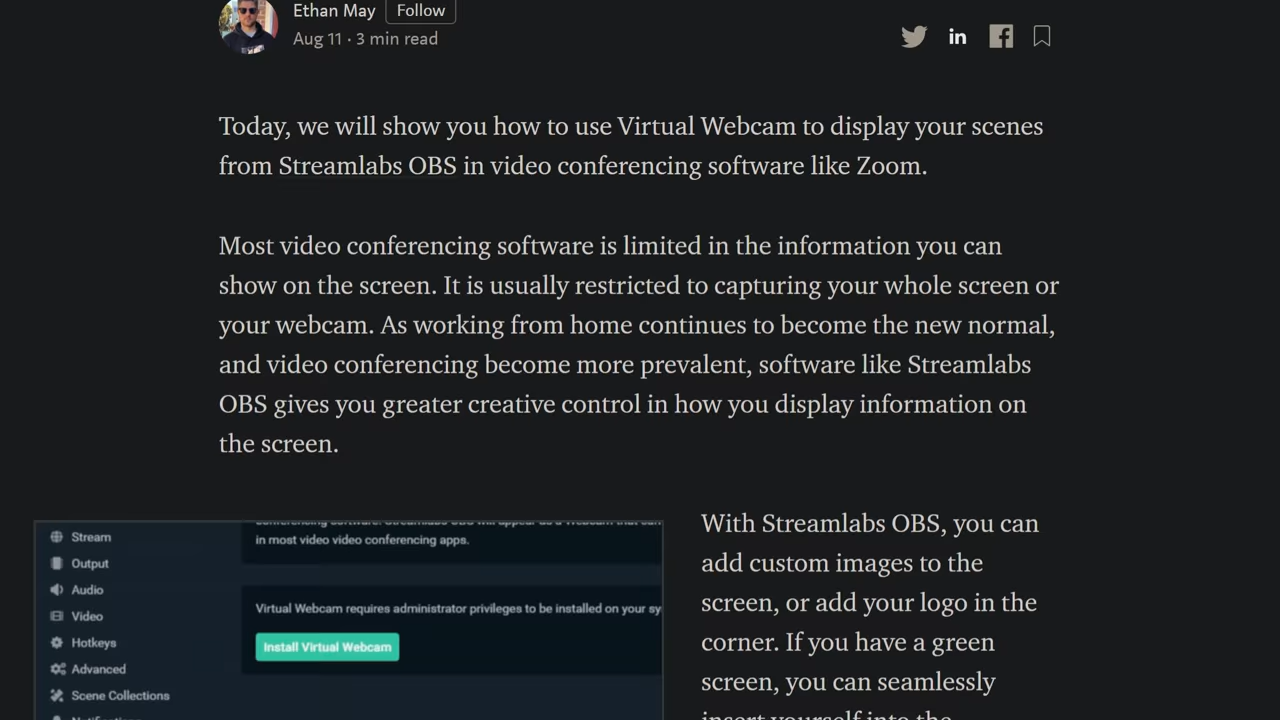 Ethan May
Follow
Aug 11 · 3 min read
in
Today, we will show you how to use Virtual Webcam to display your scenes
from Streamlabs OBS in video conferencing software like Zoom.
Most video conferencing software is limited in the information you can
show on the screen. It is usually restricted to capturing your whole screen or
your webcam. As working from home continues to become the new normal,
and video conferencing become more prevalent, software like Streamlabs
OBS gives you greater creative control in how you display information on
the screen.
Stream
Output
Audio
Video
Hotkeys
Advanced
Scene Collections
in most video video conferencing apps.
Virtual Webcam requires administrator privileges to be installed on your sy
Install Virtual Webcam
With Streamlabs OBS, you can
add custom images to the
screen, or add your logo in the
corner. If you have a green
screen, you can seamlessly
insert yourself into the